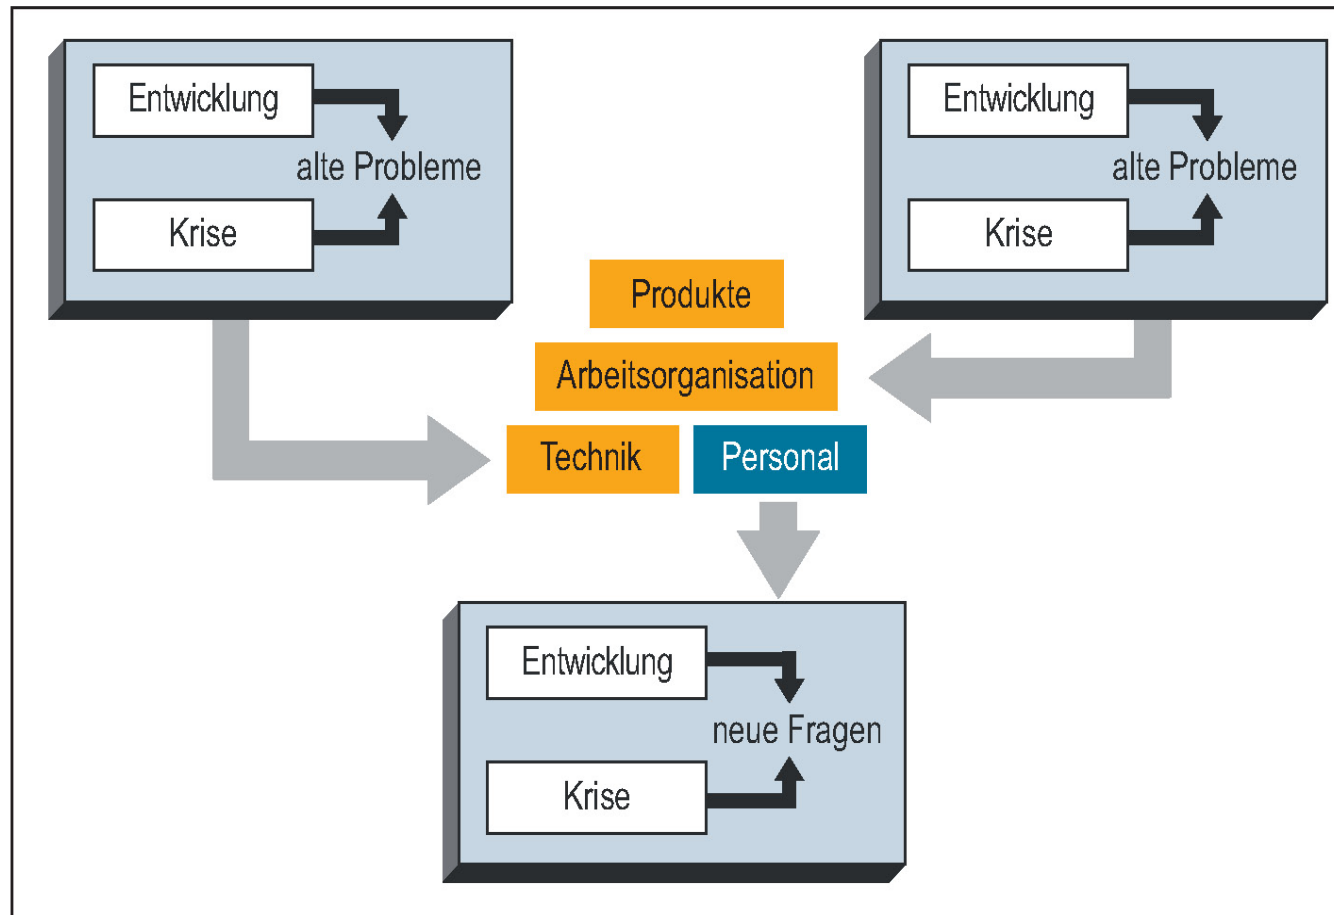 Entwicklung
alte Probleme
Krise
Entwicklung
alte Probleme
Krise
Produkte
Arbeitsorganisation
Technik
Personal
Entwicklung
neue Fragen
Krise